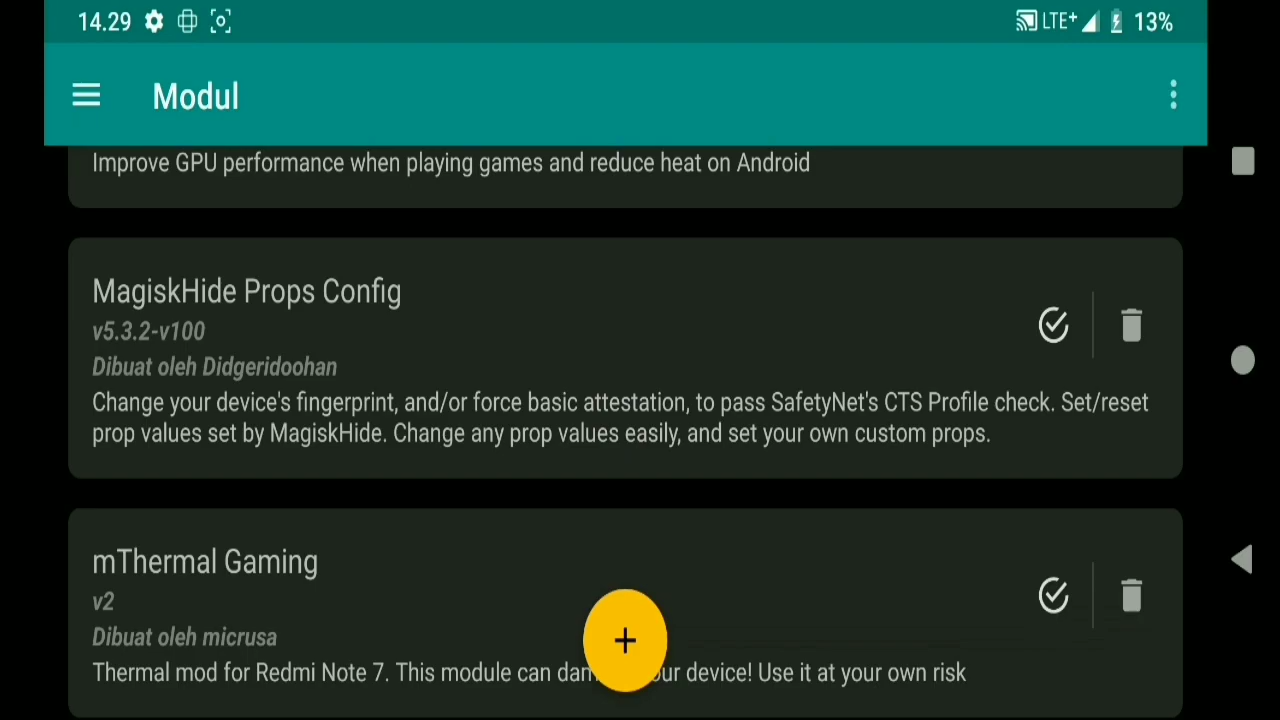 14.29 LTE+ 13%
Modul
Improve GPU performance when playing games and reduce heat on Android
MagiskHide Props Config
v5.3.2-v100
Dibuat oleh Didgeridoohan
Change your device's fingerprint, and/or force basic attestation, to pass SafetyNet's CTS Profile check. Set/reset
prop values set by MagiskHide. Change any prop values easily, and set your own custom props.
mThermal Gaming
v2
Dibuat oleh micrusa
Thermal mod for Redmi Note 7. This module can dam ur device! Use it at your own risk